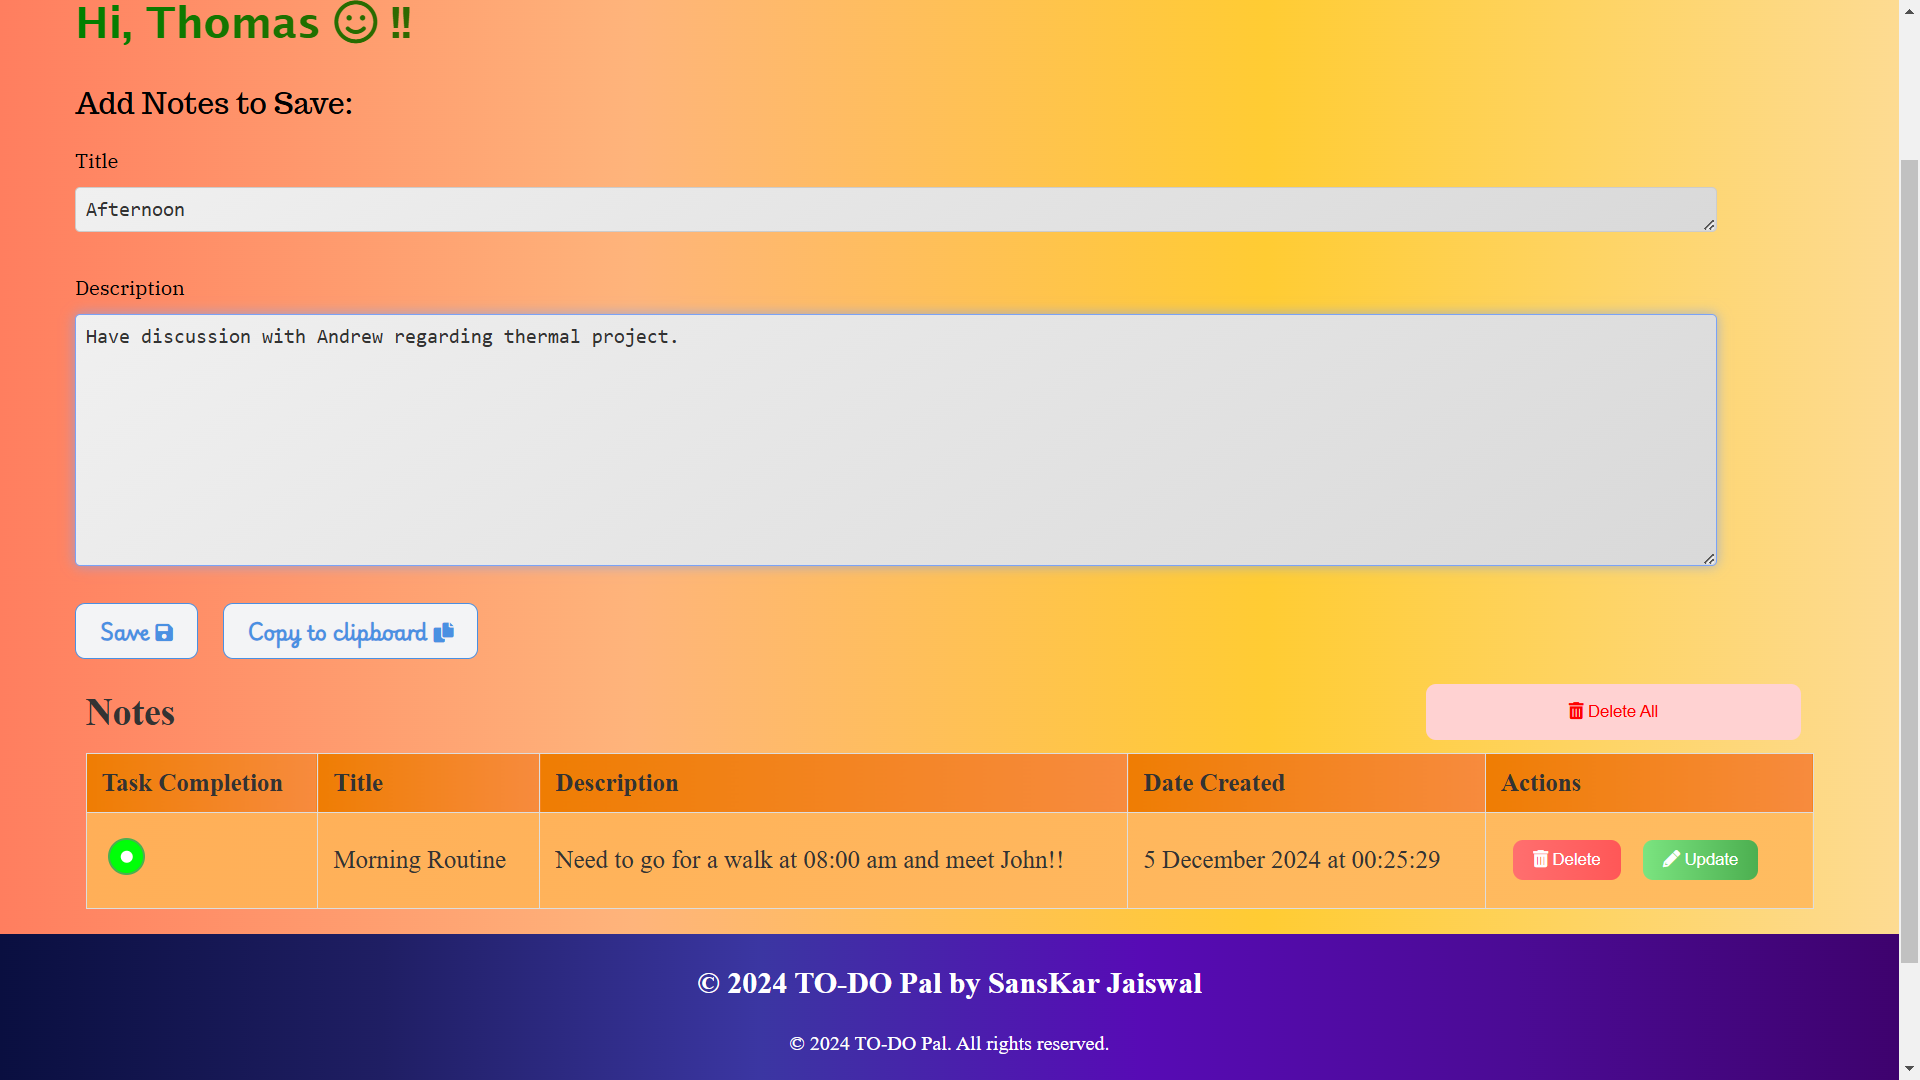 Hi, Thomas !!
Add Notes to Save:
Title
Afternoon
Description
Have discussion with Andrew regarding thermal project.
Save
Copy to clipboard
Notes
Delete All
Task Completion Title Description Date Created Actions
Morning Routine Need to go for a walk at 08:00 am and meet John!! 5 December 2024 at 00:25:29 Delete Update
© 2024 TO-DO Pal by SansKar Jaiswal
© 2024 TO-DO Pal. All rights reserved.